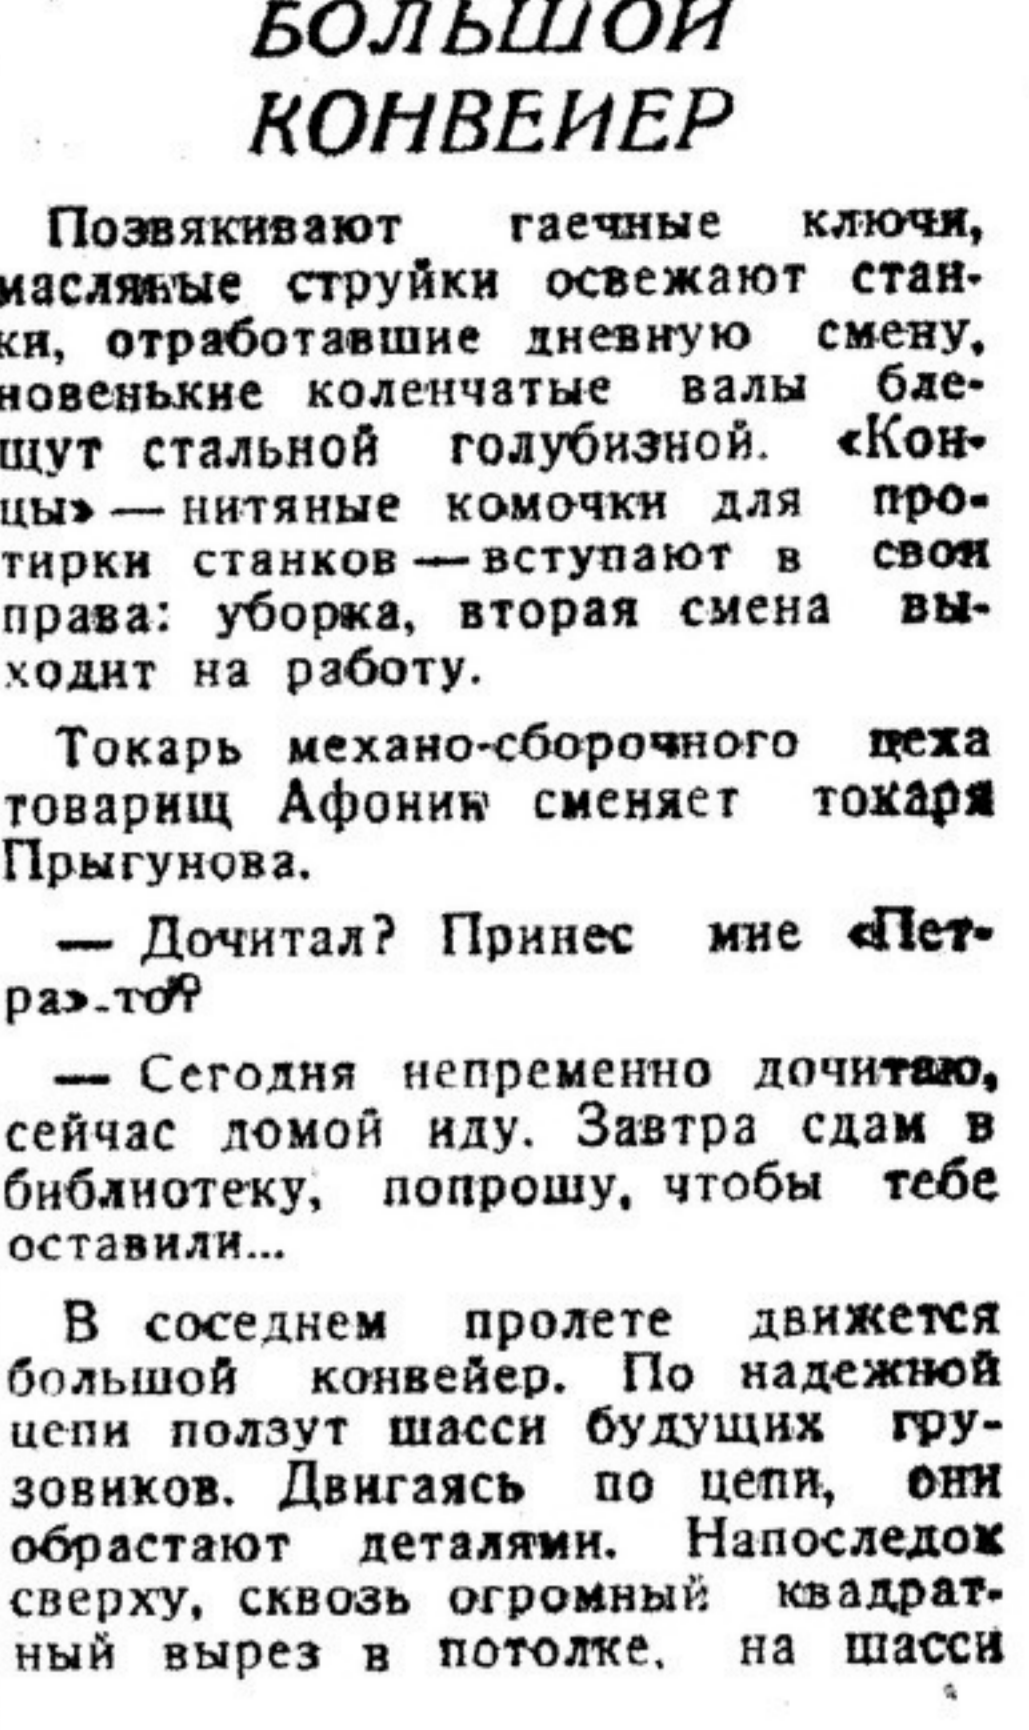 БОЛЬШОЙ
КОНВЕЙЕР
Позвякивают гаечные ключи,
масляные струйки освежают стан-
ки, отработавшие дневную смену,
новенькие коленчатые валы бле-
щут стальной голубизной. «Кон-
цы» — нитяные комочки для про-
тирки станков — вступают в свои
права: уборка, вторая смена вы-
ходит на работу.
Токарь механо-сборочного цеха
товарищ Афонин сменяет токаря
Прыгунова.
— Дочитал? Принес мне «Пет-
ра»-то?
— Сегодня непременно дочитаю,
сейчас домой иду. Завтра сдам в
библиотеку, попрошу, чтобы тебе
оставили...
В соседнем пролете движется
большой конвейер. По надежной
цепи ползут шасси будущих гру-
зовиков. Двигаясь по цепи, они
обрастают деталями. Напоследок
сверху, сквозь огромный квадрат-
ный вырез в потолке, на шасси